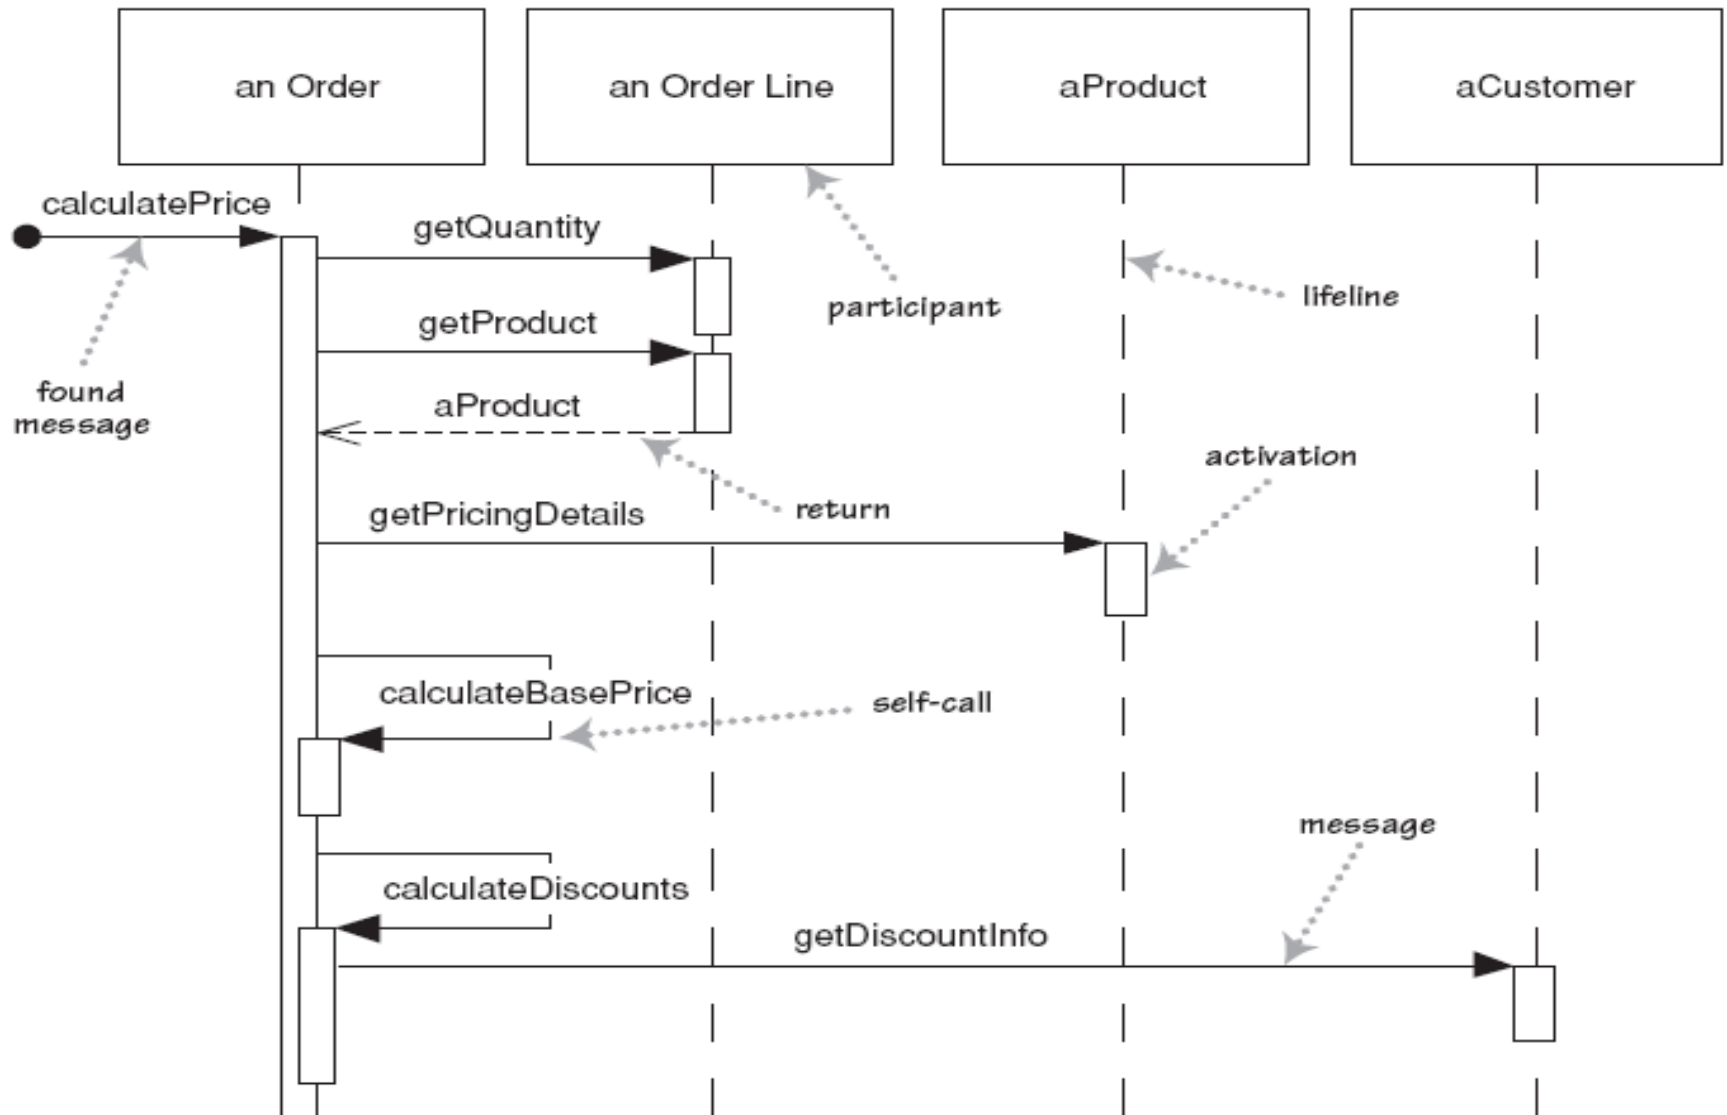 an Order
an Order Line
aProduct
aCustomer
calculatePrice
getQuantity
participant
lifeline
getProduct
found
message
aProduct
activation
return
getPricingDetails
calculateBasePrice
self-call
message
calculateDiscounts
getDiscountInfo